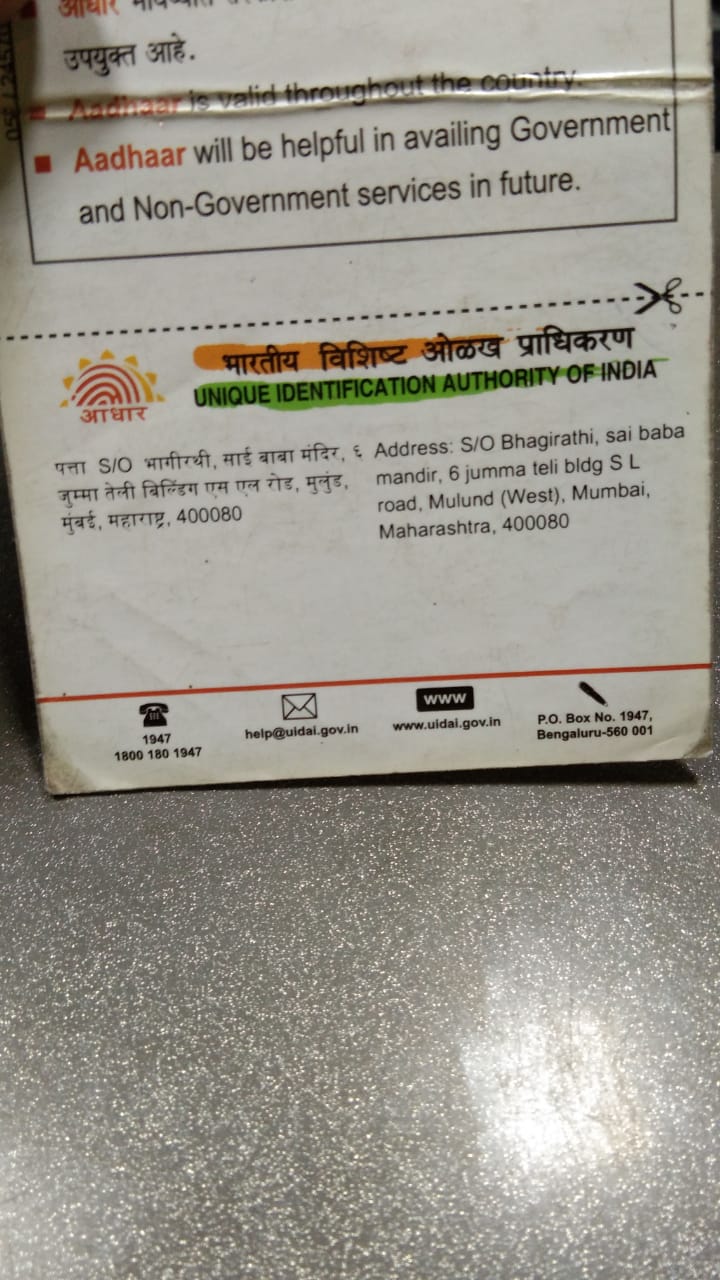 आधार
उपयुक्त आहे.
Aadhaar is valid throughout the country.
Aadhaar will be helpful in availing Government
and Non-Government services in future.
भारतीय विशिष्ट ओळख प्राधिकरण
UNIQUE IDENTIFICATION AUTHORITY OF INDIA
आधार
पत्ता S/O भागीरथी, साई बाबा मंदिर, ६
जुम्मा तेली बिल्डिंग एस एल रोड, मुलुंड,
मुंबई, महाराष्ट्र, 400080
Address: S/O Bhagirathi, sai baba
mandir, 6 jumma teli bldg S L
road, Mulund (West), Mumbai,
Maharashtra, 400080
1947
1800 180 1947
help@uidai.gov.in
www
www.uidai.gov.in
P.O. Box No. 1947,
Bengaluru-560 001